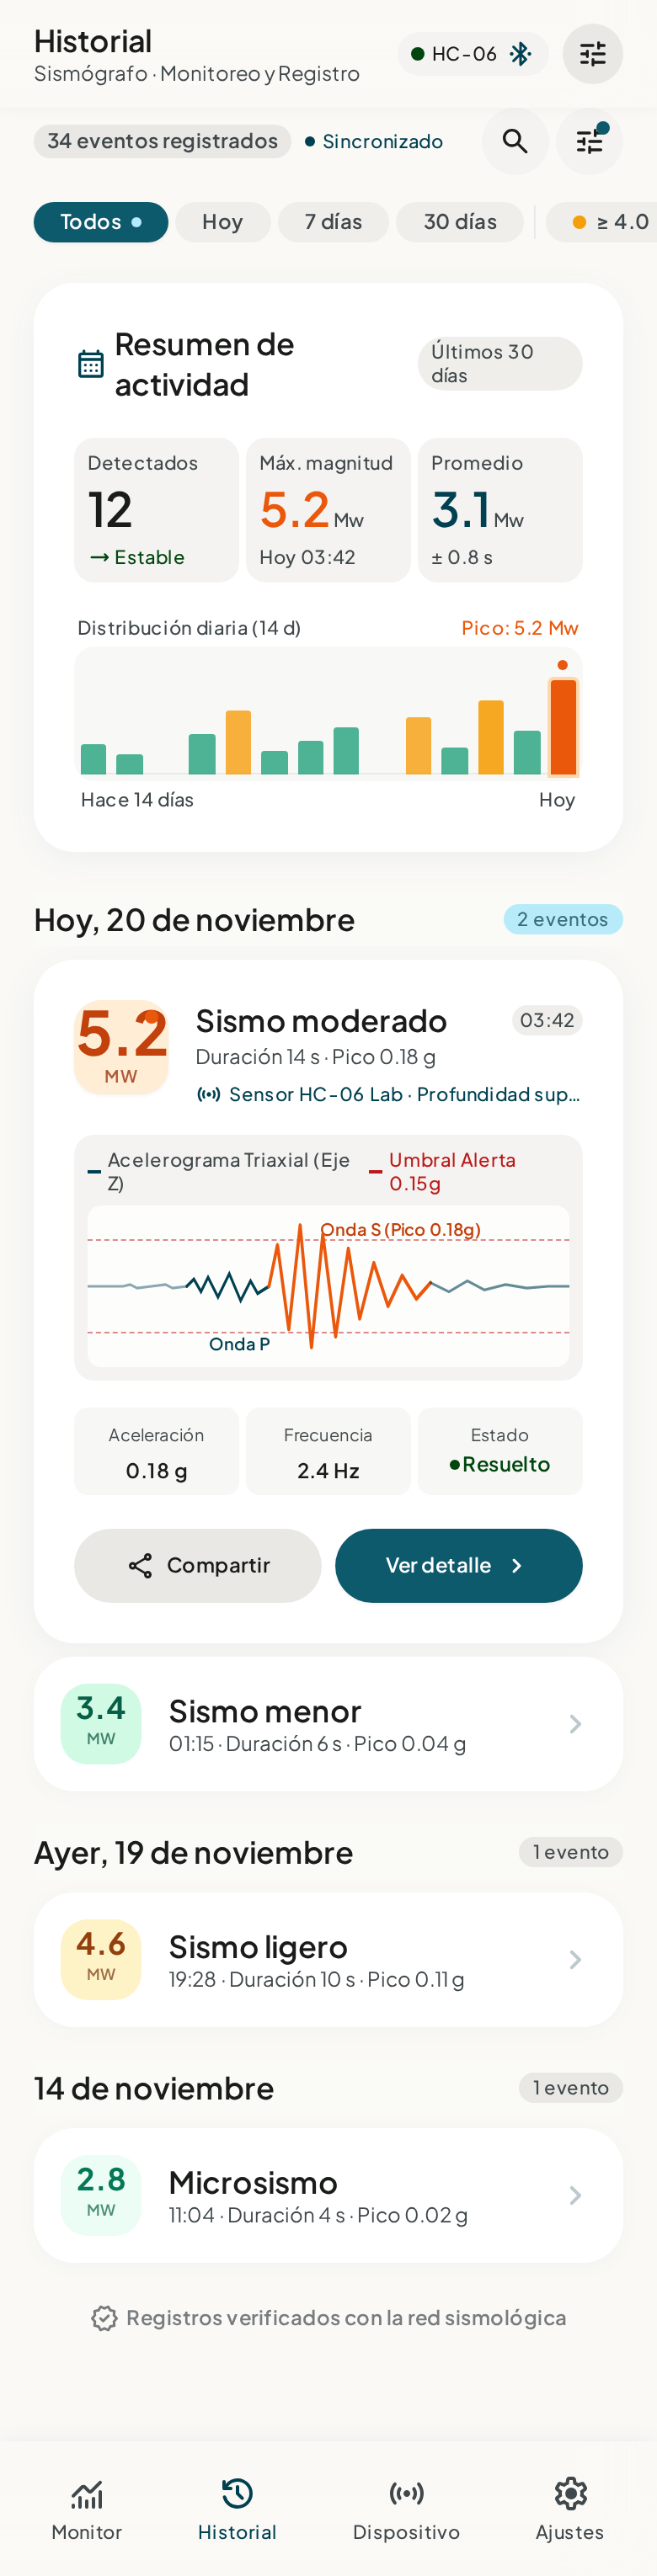 Historial
Sismógrafo · Monitoreo y Registro
HC-06
34 eventos registrados
Sincronizado
Todos
Hoy
7 días
30 días
≥ 4.0
Resumen de
actividad
Últimos 30
días
Detectados
12
Estable
Máx. magnitud
5.2 Mw
Hoy 03:42
Promedio
3.1 Mw
± 0.8 s
Distribución diaria (14 d)
Pico: 5.2 Mw
Hace 14 días
Hoy
Hoy, 20 de noviembre
2 eventos
5.2
MW
Sismo moderado
03:42
Duración 14 s · Pico 0.18 g
Sensor HC-06 Lab · Profundidad sup…
Acelerograma Triaxial (Eje
Z)
Umbral Alerta
0.15g
Onda S (Pico 0.18g)
Onda P
Aceleración
0.18 g
Frecuencia
2.4 Hz
Estado
Resuelto
Compartir
Ver detalle
3.4
MW
Sismo menor
01:15 · Duración 6 s · Pico 0.04 g
Ayer, 19 de noviembre
1 evento
4.6
MW
Sismo ligero
19:28 · Duración 10 s · Pico 0.11 g
14 de noviembre
1 evento
2.8
MW
Microsismo
11:04 · Duración 4 s · Pico 0.02 g
Registros verificados con la red sismológica
Monitor
Historial
Dispositivo
Ajustes